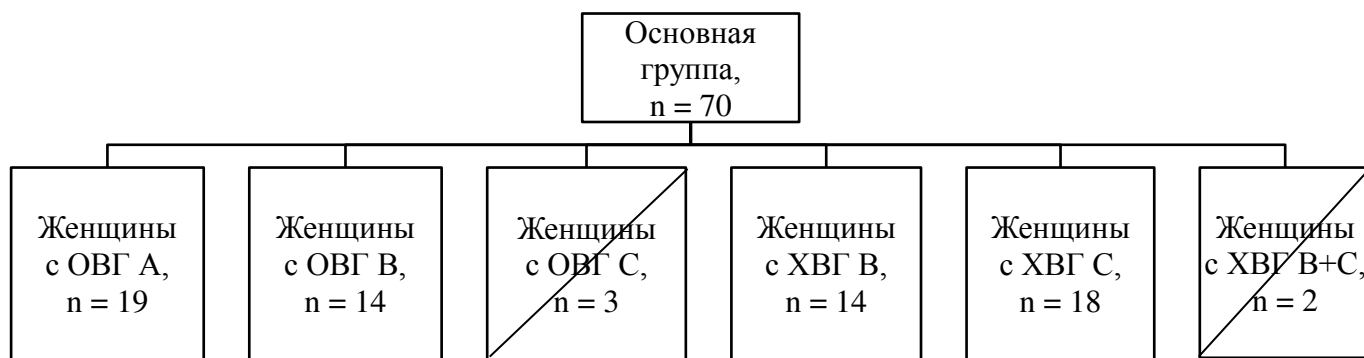 Основная
группа,
n = 70
Женщины
с ОВГ А,
n = 19
Женщины
с ОВГ В,
n = 14
Женщины
с ОВГ С,
n = 3
Женщины
с ХВГ В,
n = 14
Женщины
с ХВГ С,
n = 18
Женщины
с ХВГ В+С,
n = 2